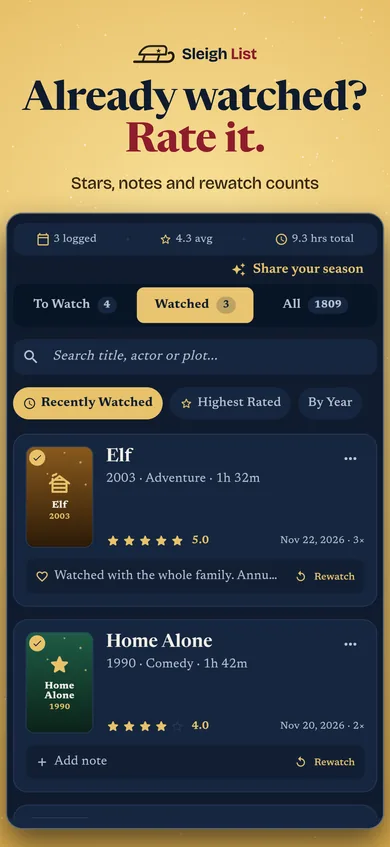 Sleigh List
Already watched?
Rate it.
Stars, notes and rewatch counts
3 logged · 4.3 avg · 9.3 hrs total
Share your season
To Watch 4 Watched 3 All 1809
Search title, actor or plot...
Recently Watched Highest Rated By Year
Elf
2003 · Adventure · 1h 32m
Elf
2003
5.0 Nov 22, 2026 · 3×
Watched with the whole family. Annu... Rewatch
Home Alone
1990 · Comedy · 1h 42m
Home
Alone
1990
4.0 Nov 20, 2026 · 2×
+ Add note Rewatch